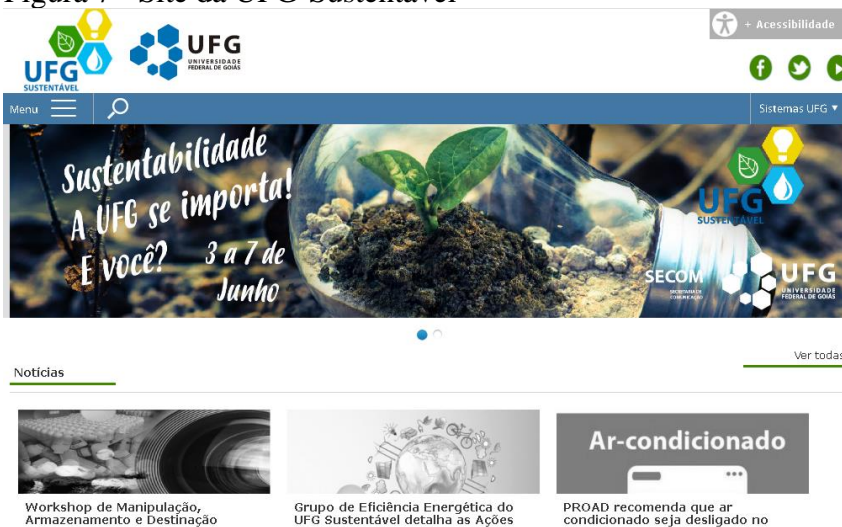 Figura 7 - Site da UFG Sustentável
+ Acessibilidade
UFG
SUSTENTÁVEL
UFG
UNIVERSIDADE
FEDERAL DE GOIÁS
Menu
Sistemas UFG ▾
Sustentabilidade
A UFG se importa!
E você? 3 a 7 de
Junho
UFG
SUSTENTÁVEL
SECOM
SECRETARIA DE
COMUNICAÇÃO
UFG
UNIVERSIDADE
FEDERAL DE GOIÁS
Ver todas
Notícias
Ar-condicionado
Workshop de Manipulação,
Armazenamento e Destinação
Grupo de Eficiência Energética do
UFG Sustentável detalha as Ações
PROAD recomenda que ar
condicionado seja desligado no